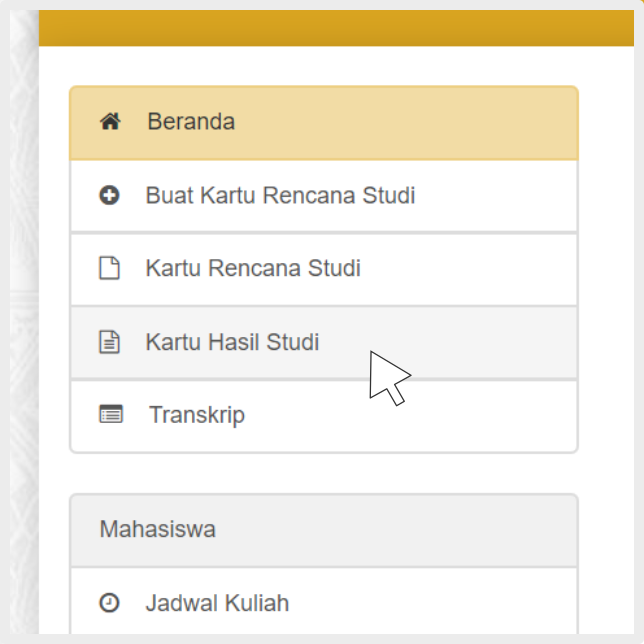 Beranda
Buat Kartu Rencana Studi
Kartu Rencana Studi
Kartu Hasil Studi
Transkrip
Mahasiswa
Jadwal Kuliah